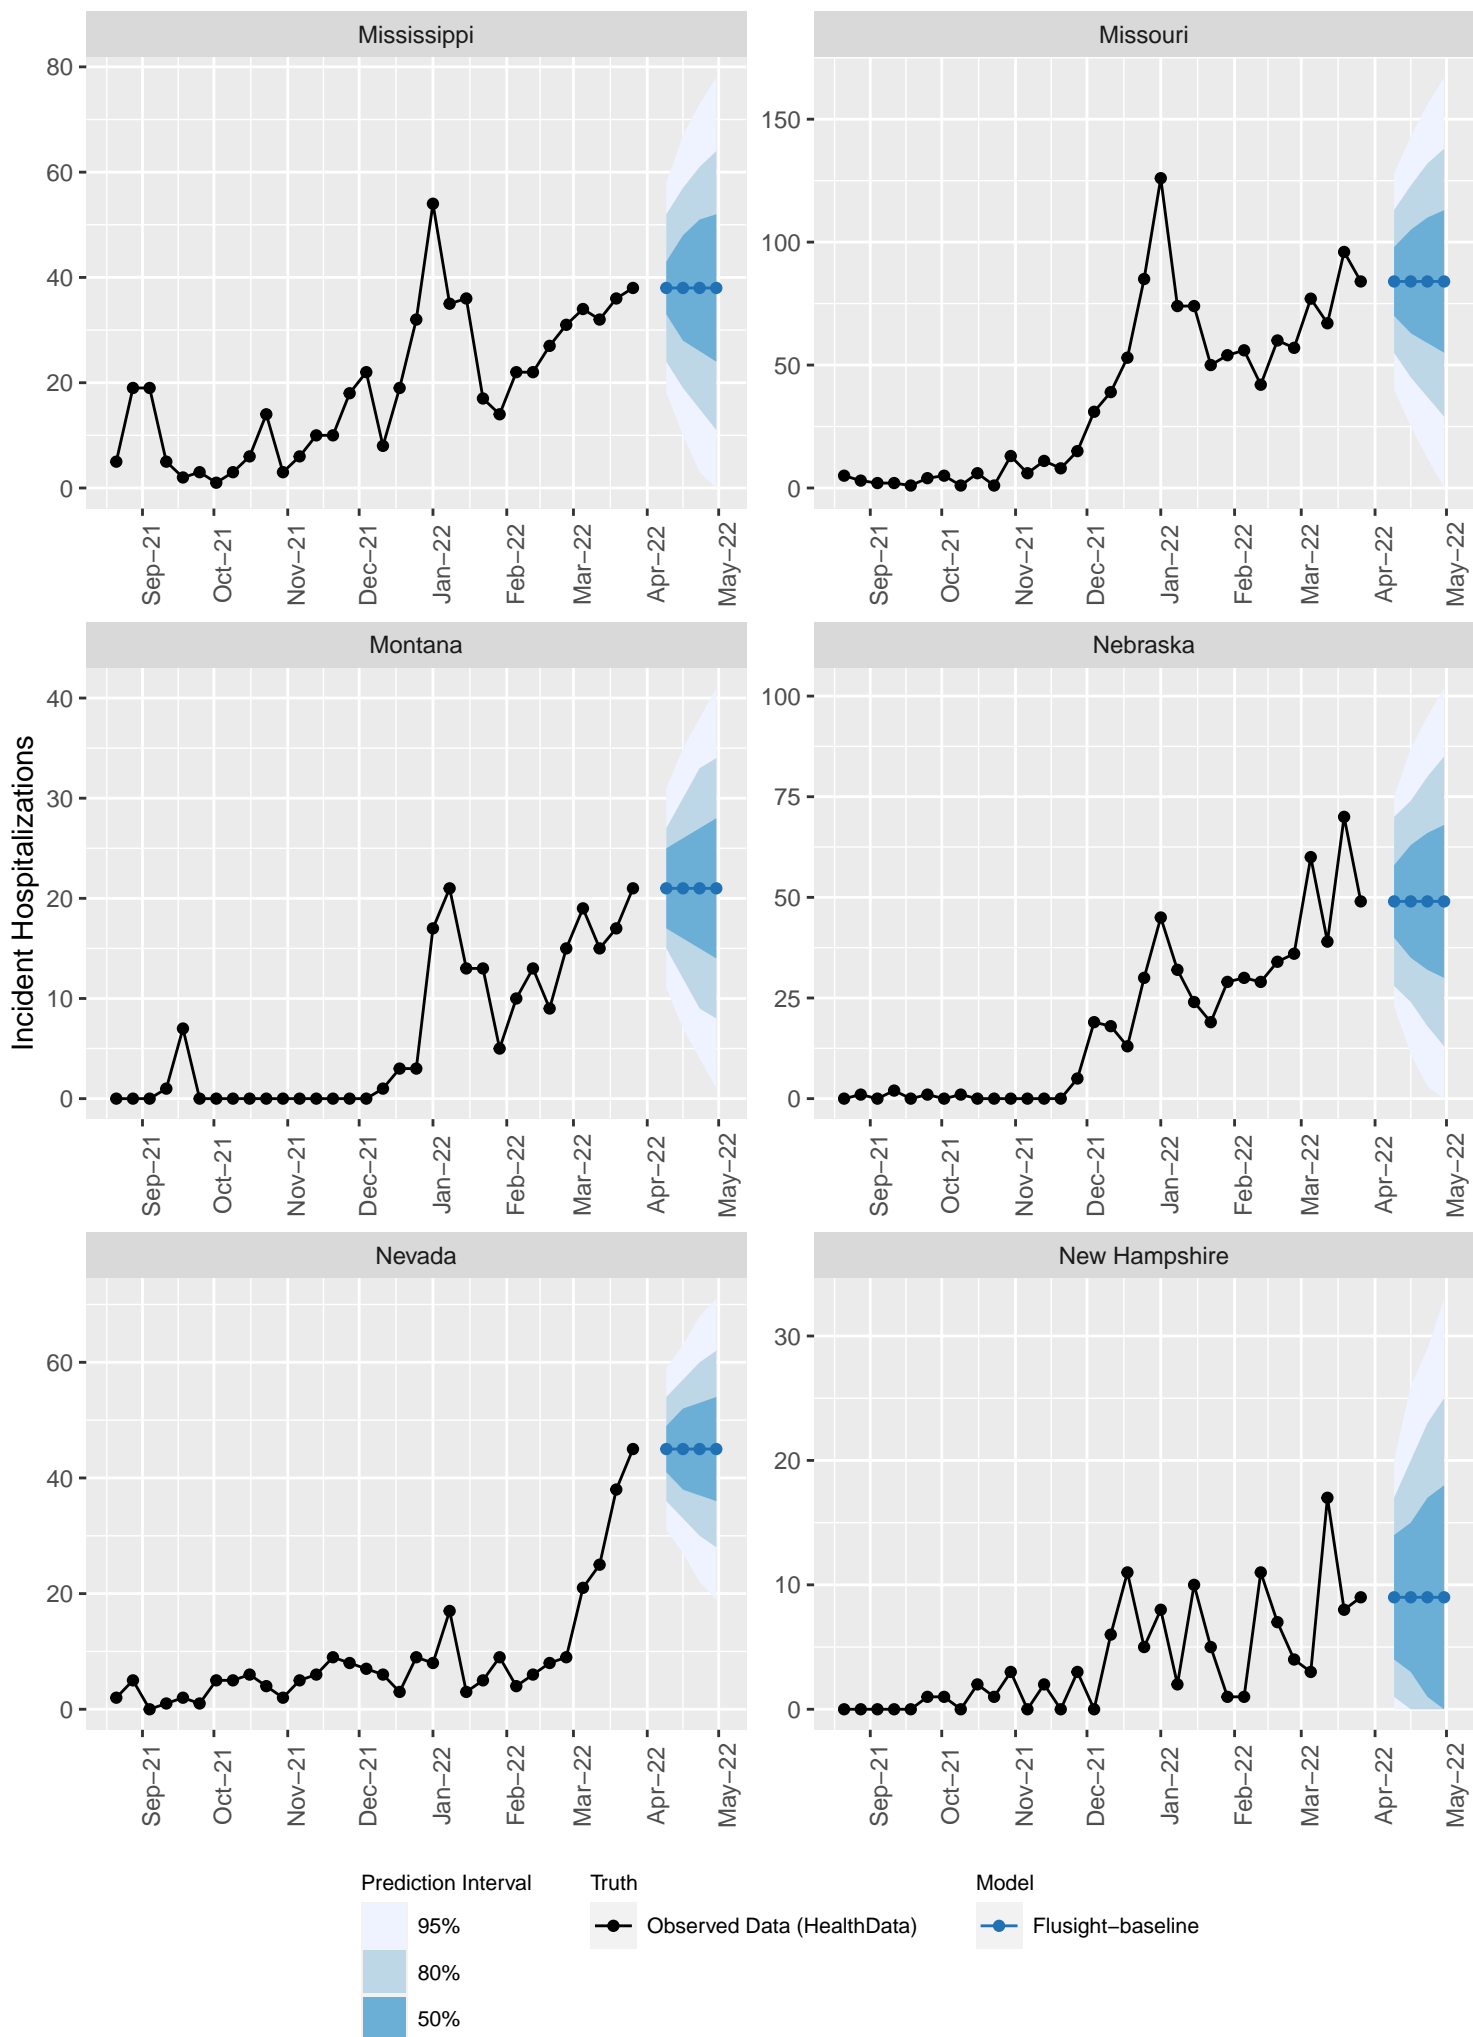 Mississippi
Missouri
80
60
40
20
0
150
100
50
0
Sep−21
Oct−21
Nov−21
Dec−21
Jan−22
Feb−22
Mar−22
Apr−22
May−22
Sep−21
Oct−21
Nov−21
Dec−21
Jan−22
Feb−22
Mar−22
Apr−22
May−22
Incident Hospitalizations
Montana
Nebraska
40
30
20
10
0
100
75
50
25
0
Sep−21
Oct−21
Nov−21
Dec−21
Jan−22
Feb−22
Mar−22
Apr−22
May−22
Sep−21
Oct−21
Nov−21
Dec−21
Jan−22
Feb−22
Mar−22
Apr−22
May−22
Nevada
New Hampshire
60
40
20
0
30
20
10
0
Sep−21
Oct−21
Nov−21
Dec−21
Jan−22
Feb−22
Mar−22
Apr−22
May−22
Sep−21
Oct−21
Nov−21
Dec−21
Jan−22
Feb−22
Mar−22
Apr−22
May−22
Prediction Interval
95%
80%
50%
Truth
Observed Data (HealthData)
Model
Flusight−baseline